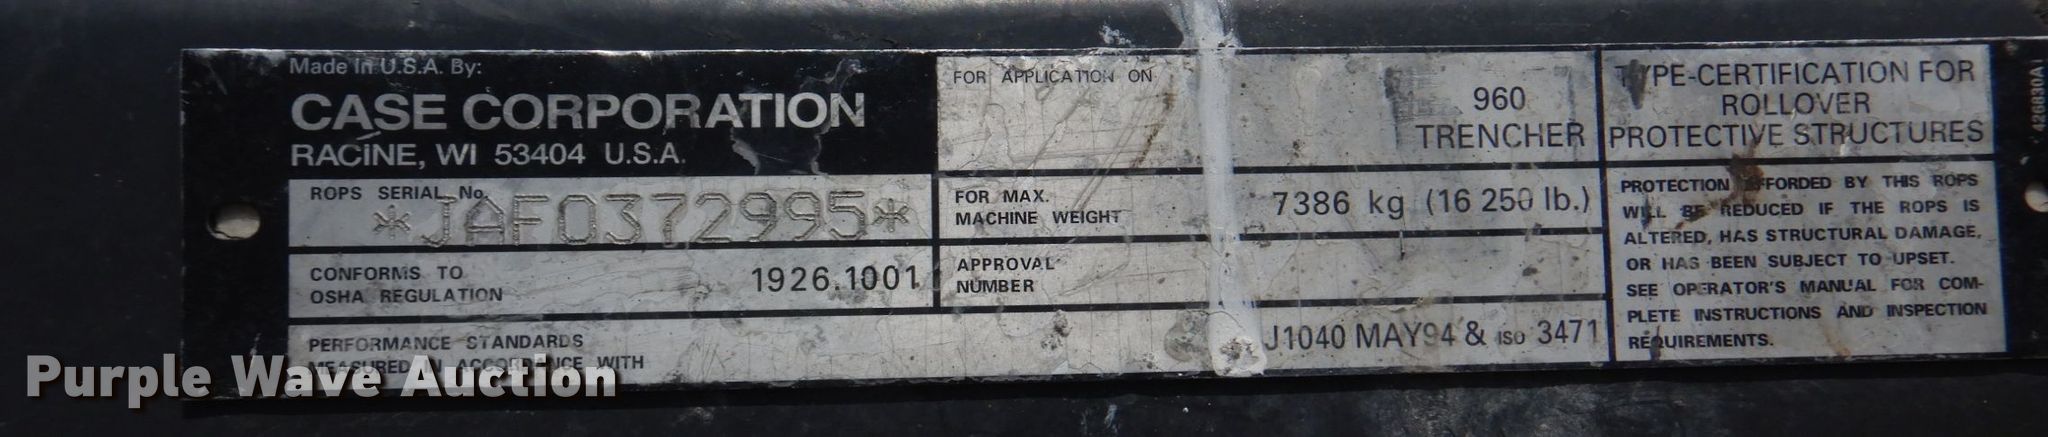 Made in U.S.A. By:
CASE CORPORATION
RACINE, WI 53404 U.S.A.
ROPS SERIAL No.
*JAF0372995*
CONFORMS TO
OSHA REGULATION
1926.1001
PERFORMANCE STANDARDS
MEASURED IN ACCORDANCE WITH
J1040 MAY94 & ISO 3471
FOR APPLICATION ON
960
TRENCHER
FOR MAX.
MACHINE WEIGHT
7386 kg (16 250 lb.)
APPROVAL
NUMBER
TYPE-CERTIFICATION FOR
ROLLOVER
PROTECTIVE STRUCTURES
PROTECTION AFFORDED BY THIS ROPS
WILL BE REDUCED IF THE ROPS IS
ALTERED, HAS STRUCTURAL DAMAGE,
OR HAS BEEN SUBJECT TO UPSET.
SEE OPERATOR'S MANUAL FOR COM-
PLETE INSTRUCTIONS AND INSPECTION
REQUIREMENTS.
426830A1
Purple Wave Auction